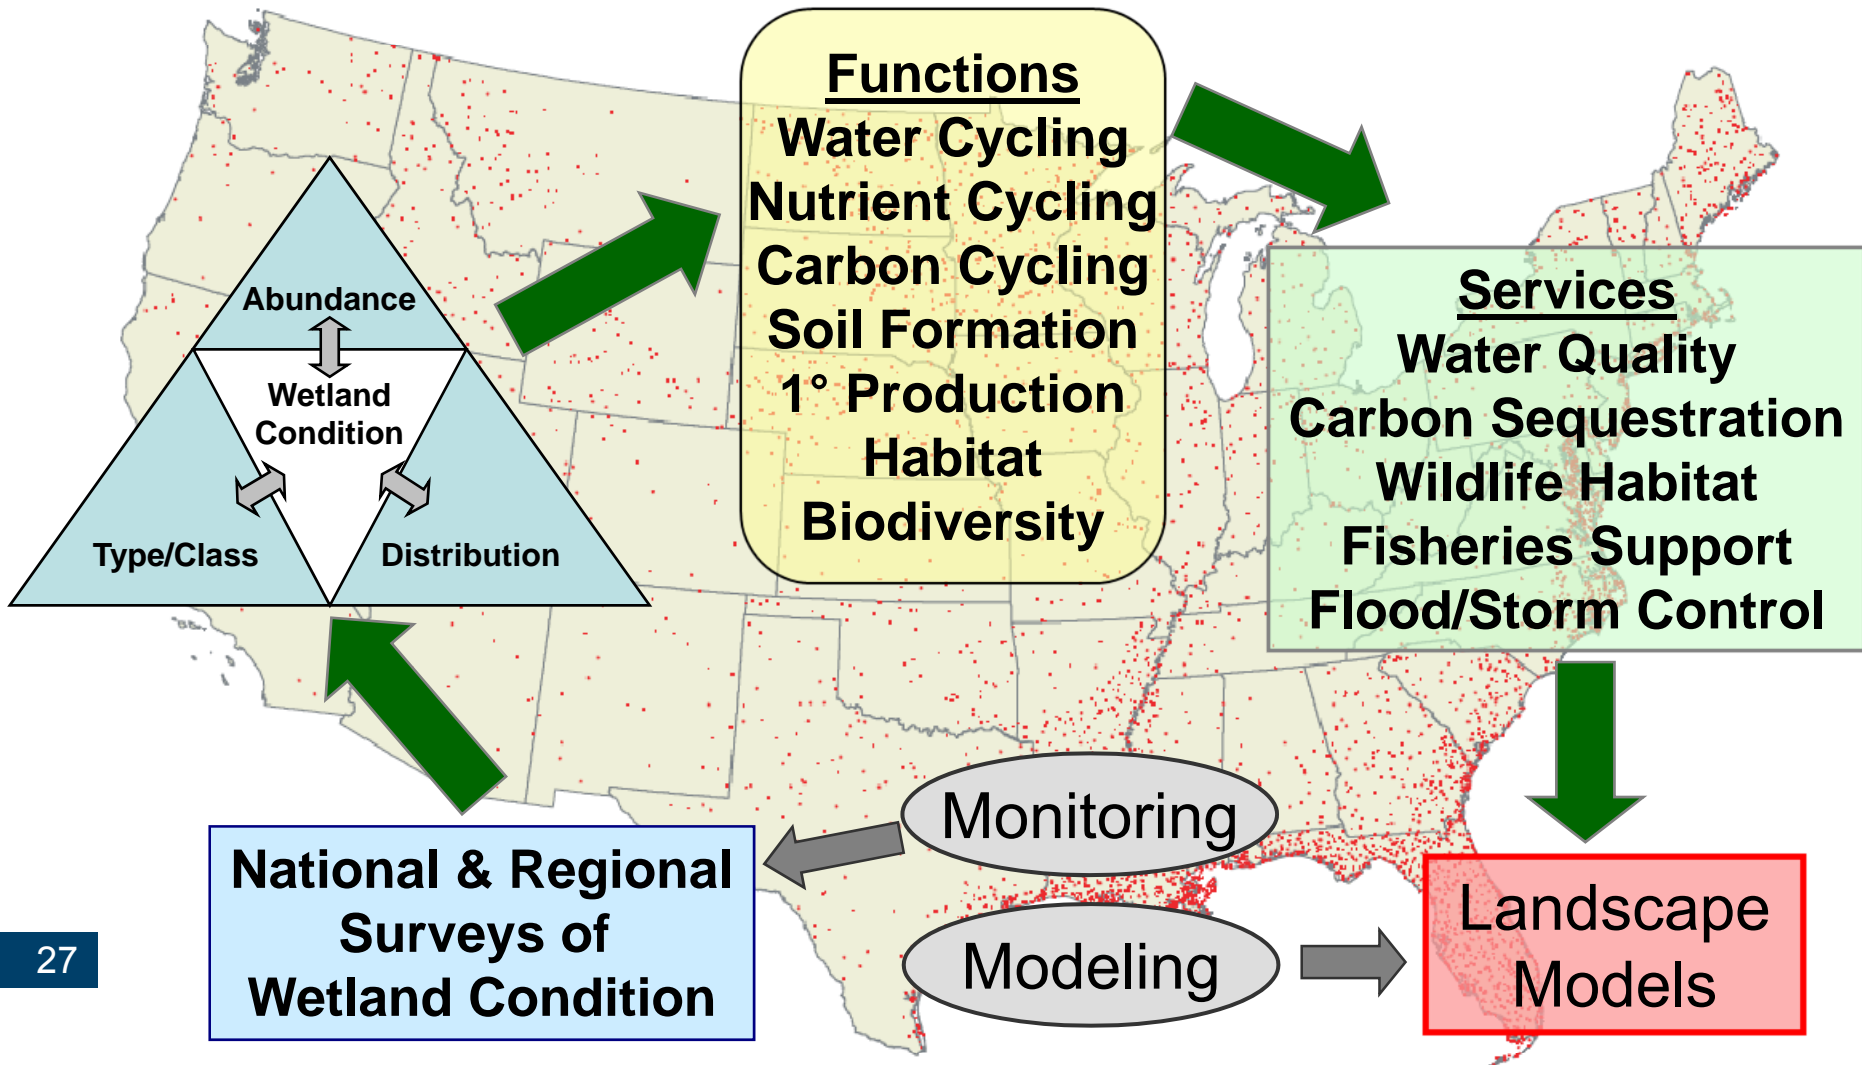 Abundance
Wetland
Condition
Type/Class
Distribution
Functions
Water Cycling
Nutrient Cycling
Carbon Cycling
Soil Formation
1° Production
Habitat
Biodiversity
Services
Water Quality
Carbon Sequestration
Wildlife Habitat
Fisheries Support
Flood/Storm Control
National & Regional
Surveys of
Wetland Condition
Monitoring
Modeling
Landscape
Models
27